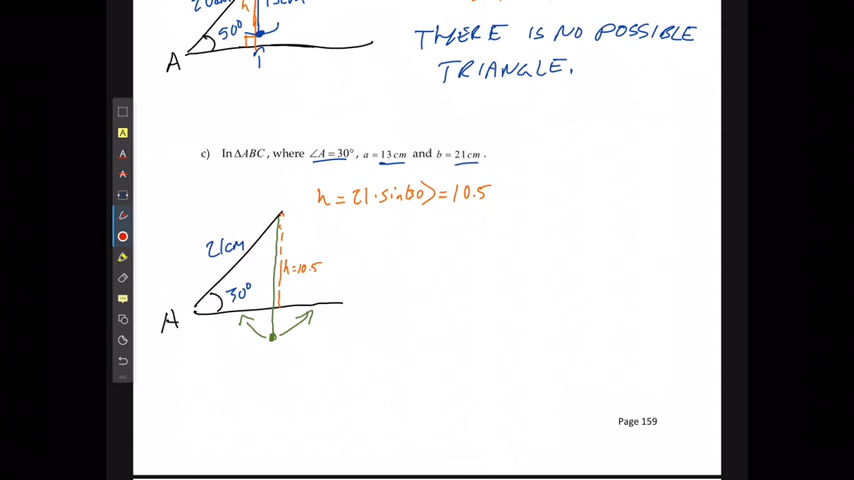 h
50°
A
THERE IS NO POSSIBLE
TRIANGLE.
c) In ΔABC, where ∠A = 30°, a = 13 cm and b = 21 cm.
h = 21·sin(30) = 10.5
21cm
h=10.5
30°
A
Page 159